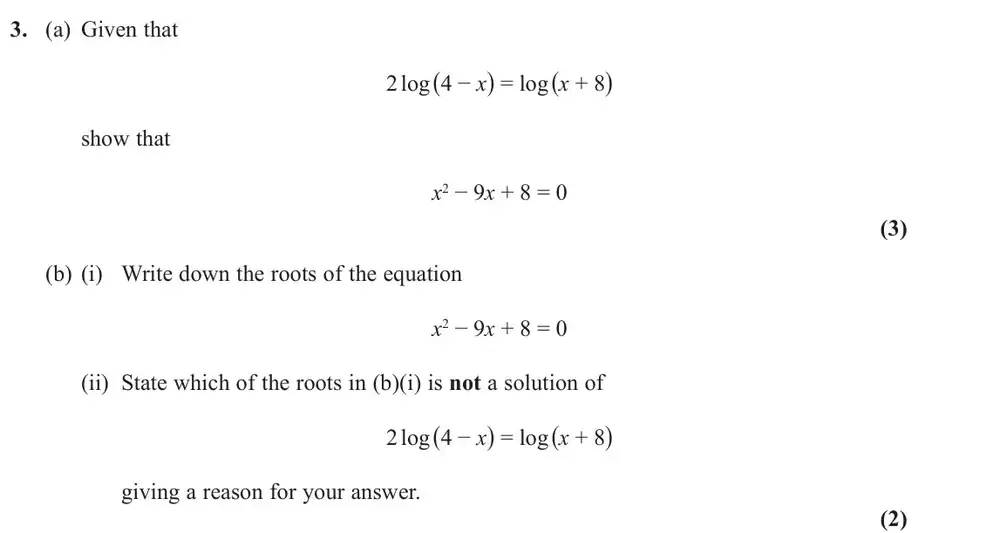 3. (a) Given that
2 log(4 − x) = log(x + 8)
show that
x² − 9x + 8 = 0
(3)
(b) (i) Write down the roots of the equation
x² − 9x + 8 = 0
(ii) State which of the roots in (b)(i) is not a solution of
2 log(4 − x) = log(x + 8)
giving a reason for your answer.
(2)